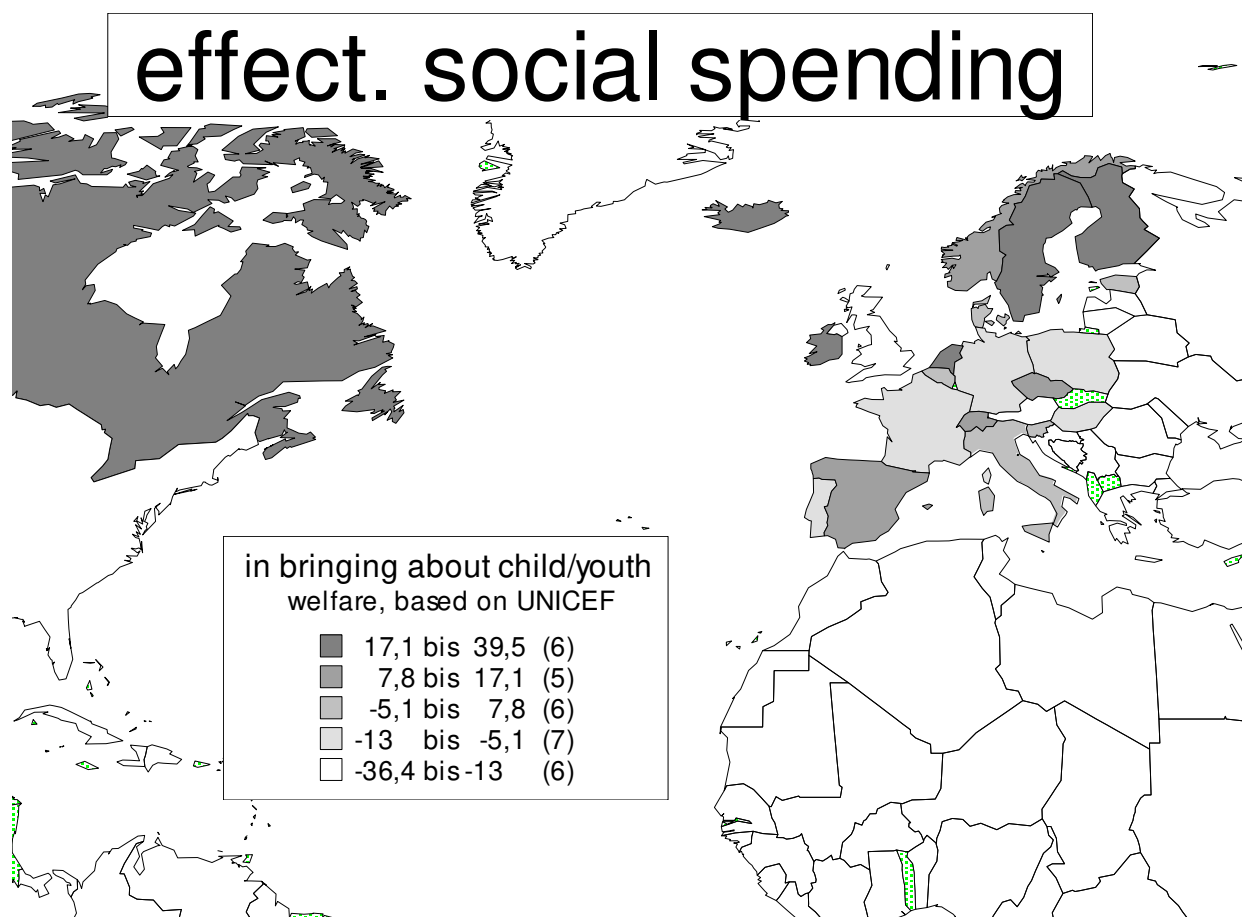 effect. social spending
in bringing about child/youth
welfare, based on UNICEF
17,1 bis 39,5 (6)
7,8 bis 17,1 (5)
-5,1 bis 7,8 (6)
-13 bis -5,1 (7)
-36,4 bis -13 (6)